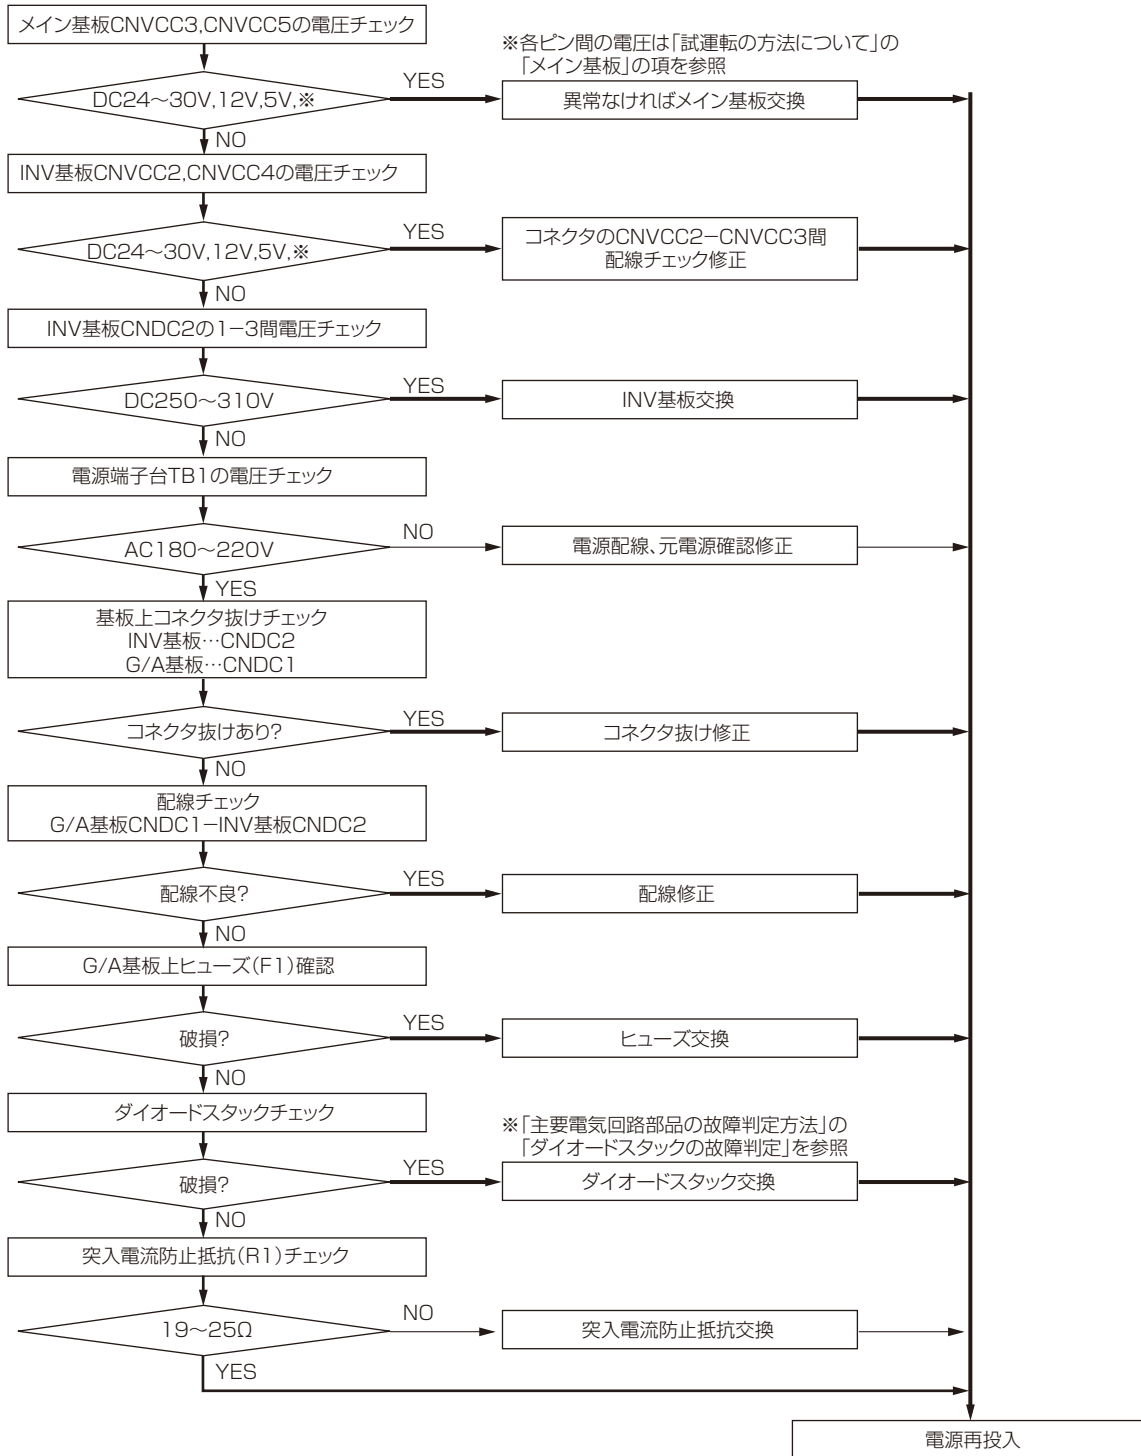 メイン基板CNVCC3,CNVCC5の電圧チェック
※各ピン間の電圧は「試運転の方法について」の
「メイン基板」の項を参照
DC24～30V,12V,5V,※
YES
異常なければメイン基板交換
NO
INV基板CNVCC2,CNVCC4の電圧チェック
DC24～30V,12V,5V,※
YES
コネクタのCNVCC2－CNVCC3間
配線チェック修正
NO
INV基板CNDC2の1－3間電圧チェック
DC250～310V
YES
INV基板交換
NO
電源端子台TB1の電圧チェック
AC180～220V
NO
電源配線、元電源確認修正
YES
基板上コネクタ抜けチェック
INV基板…CNDC2
G/A基板…CNDC1
コネクタ抜けあり?
YES
コネクタ抜け修正
NO
配線チェック
G/A基板CNDC1－INV基板CNDC2
配線不良?
YES
配線修正
NO
G/A基板上ヒューズ(F1)確認
破損?
YES
ヒューズ交換
NO
ダイオードスタックチェック
※「主要電気回路部品の故障判定方法」の
「ダイオードスタックの故障判定」を参照
破損?
YES
ダイオードスタック交換
NO
突入電流防止抵抗(R1)チェック
19～25Ω
NO
突入電流防止抵抗交換
YES
電源再投入